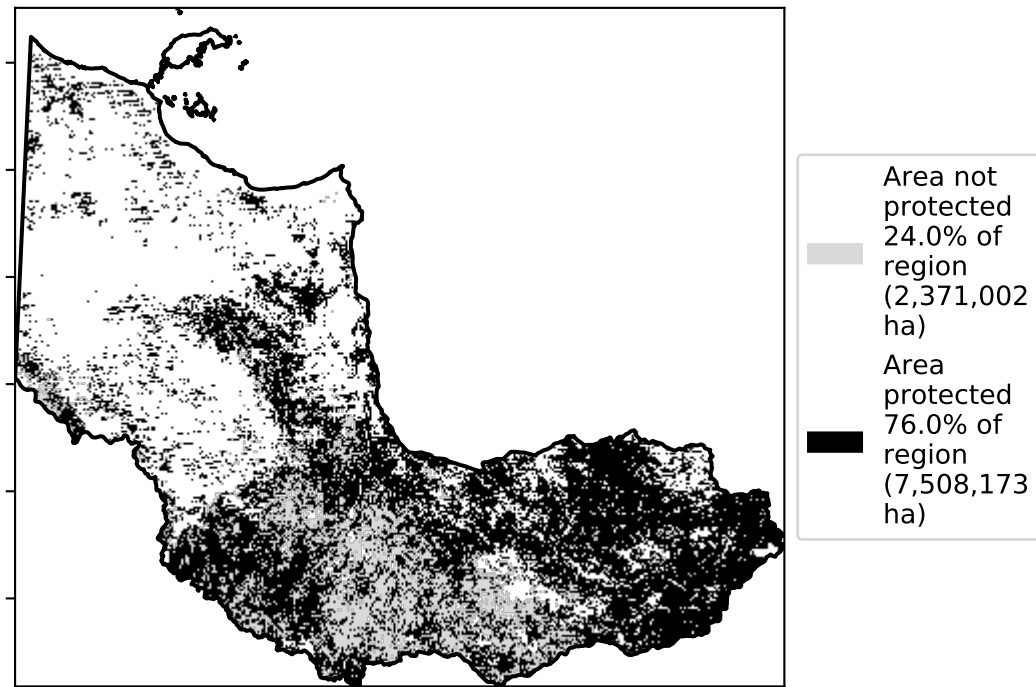 Area not
protected
24.0% of
region
(2,371,002
ha)
Area
protected
76.0% of
region
(7,508,173
ha)